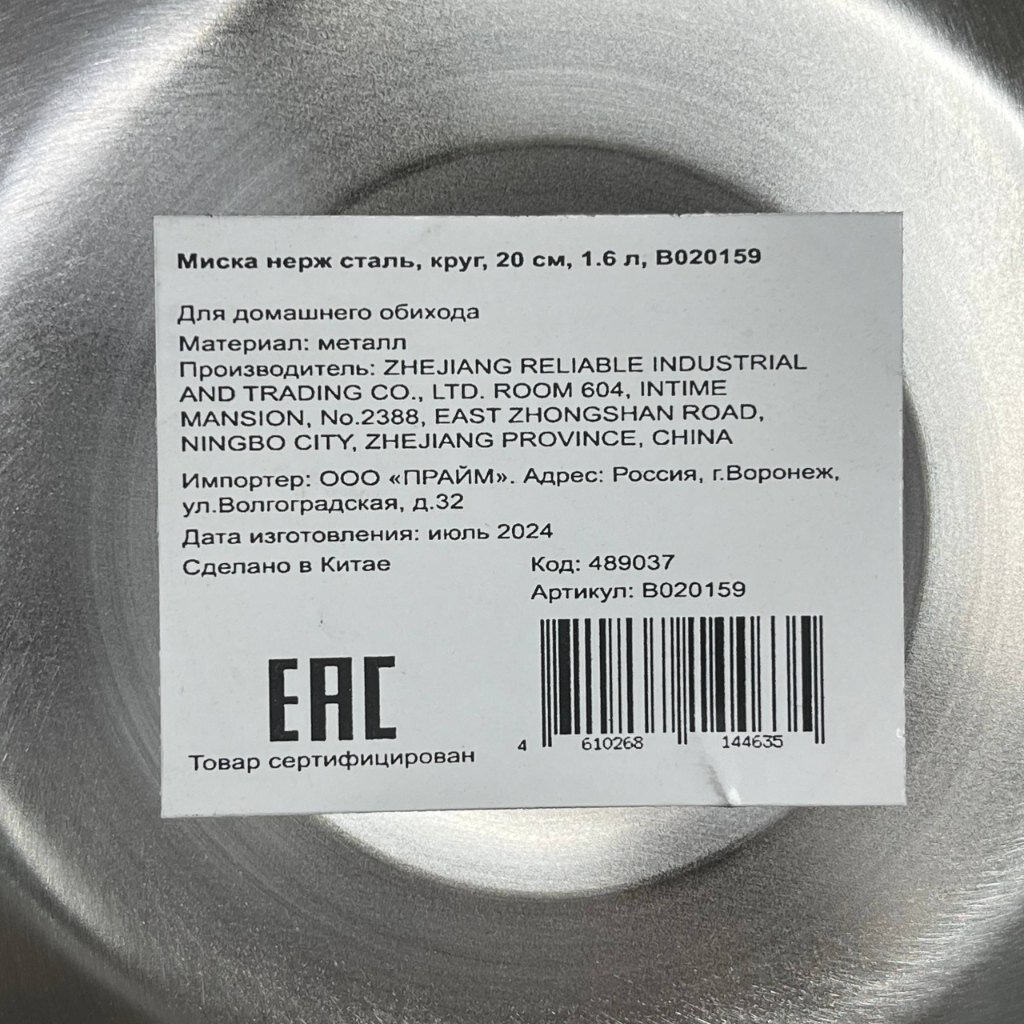 Миска нерж сталь, круг, 20 см, 1.6 л, В020159
Для домашнего обихода
Материал: металл
Производитель: ZHEJIANG RELIABLE INDUSTRIAL
AND TRADING CO., LTD. ROOM 604, INTIME
MANSION, No.2388, EAST ZHONGSHAN ROAD,
NINGBO CITY, ZHEJIANG PROVINCE, CHINA
Импортер: ООО «ПРАЙМ». Адрес: Россия, г.Воронеж,
ул.Волгоградская, д.32
Дата изготовления: июль 2024
Сделано в Китае
Код: 489037
Артикул: В020159
EAC
Товар сертифицирован
4 610268 144635